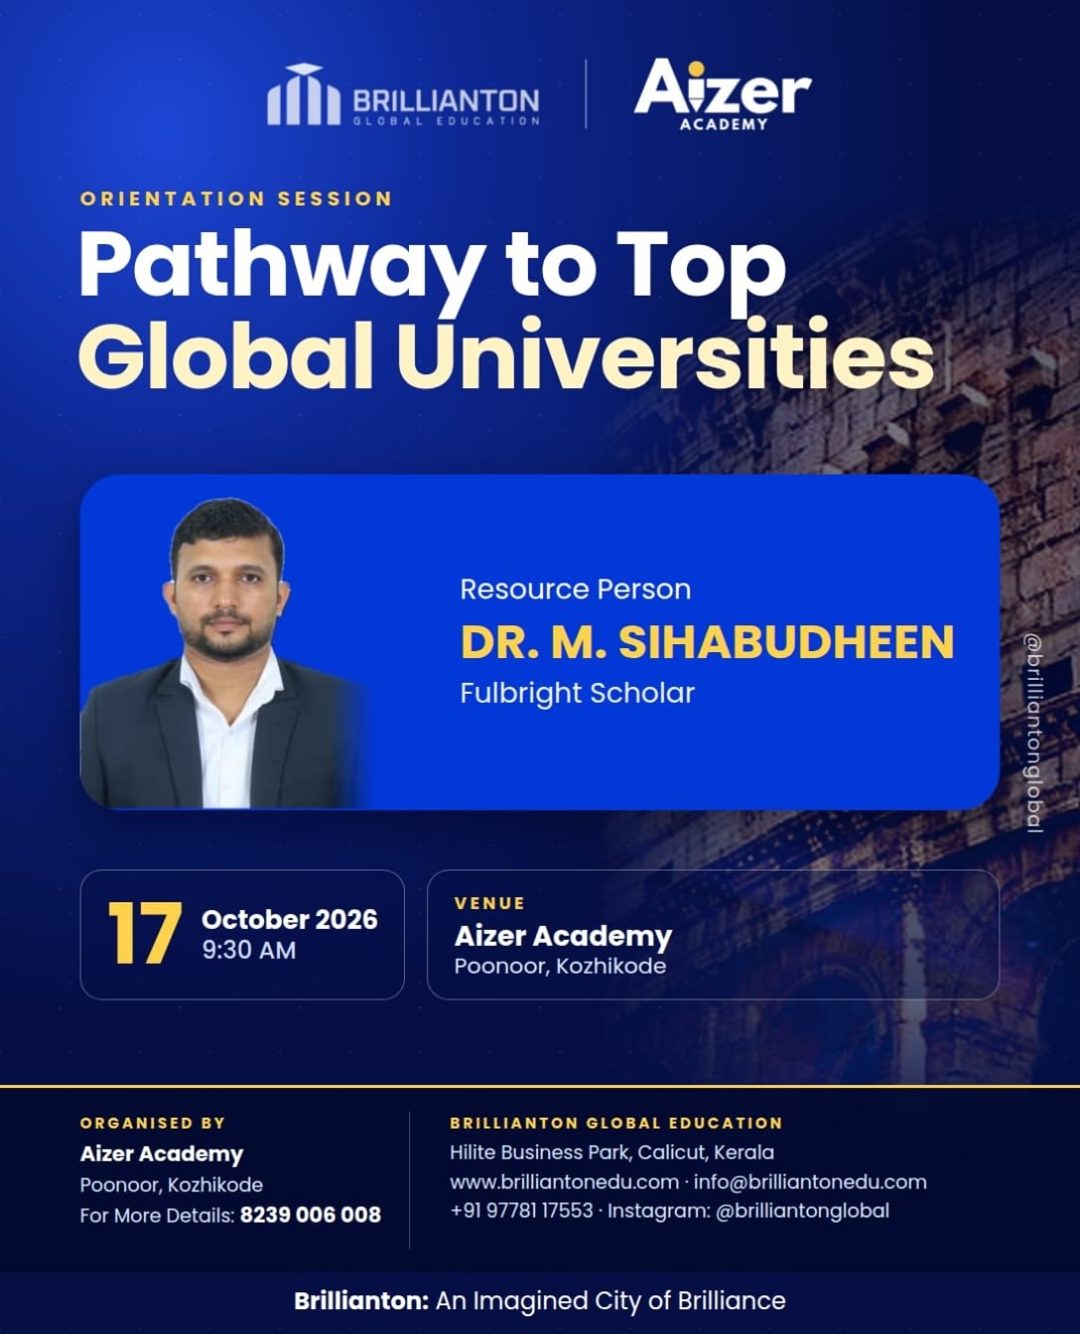 BRILLIANTON
GLOBAL EDUCATION
Aizer
ACADEMY
ORIENTATION SESSION
Pathway to Top
Global Universities
Resource Person
DR. M. SIHABUDHEEN
Fulbright Scholar
@brilliantonglobal
17
October 2026
9:30 AM
VENUE
Aizer Academy
Poonoor, Kozhikode
ORGANISED BY
Aizer Academy
Poonoor, Kozhikode
For More Details: 8239 006 008
BRILLIANTON GLOBAL EDUCATION
Hilite Business Park, Calicut, Kerala
www.brilliantonedu.com · info@brilliantonedu.com
+91 97781 17553 · Instagram: @brilliantonglobal
Brillianton: An Imagined City of Brilliance